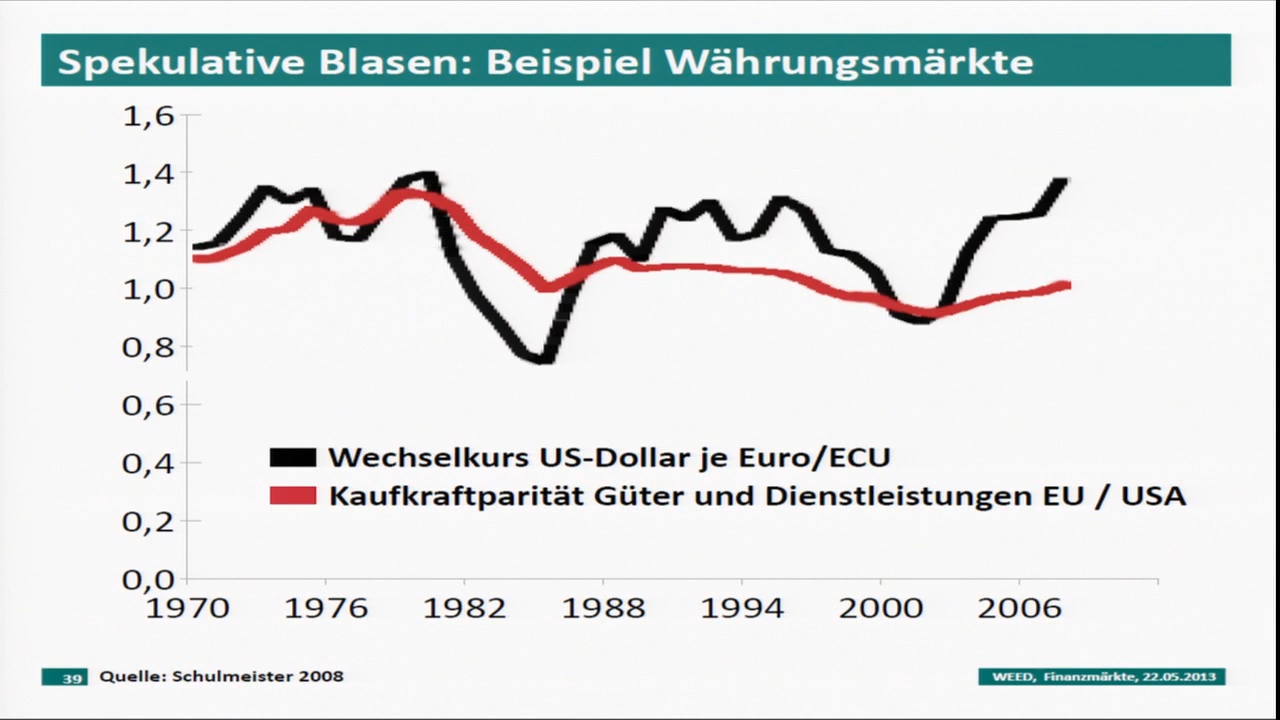 Spekulative Blasen: Beispiel Währungsmärkte
1,6
1,4
1,2
1,0
0,8
0,6
0,4
0,2
0,0
Wechselkurs US-Dollar je Euro/ECU
Kaufkraftparität Güter und Dienstleistungen EU / USA
1970 1976 1982 1988 1994 2000 2006
39 Quelle: Schulmeister 2008
WEED, Finanzmärkte, 22.05.2013